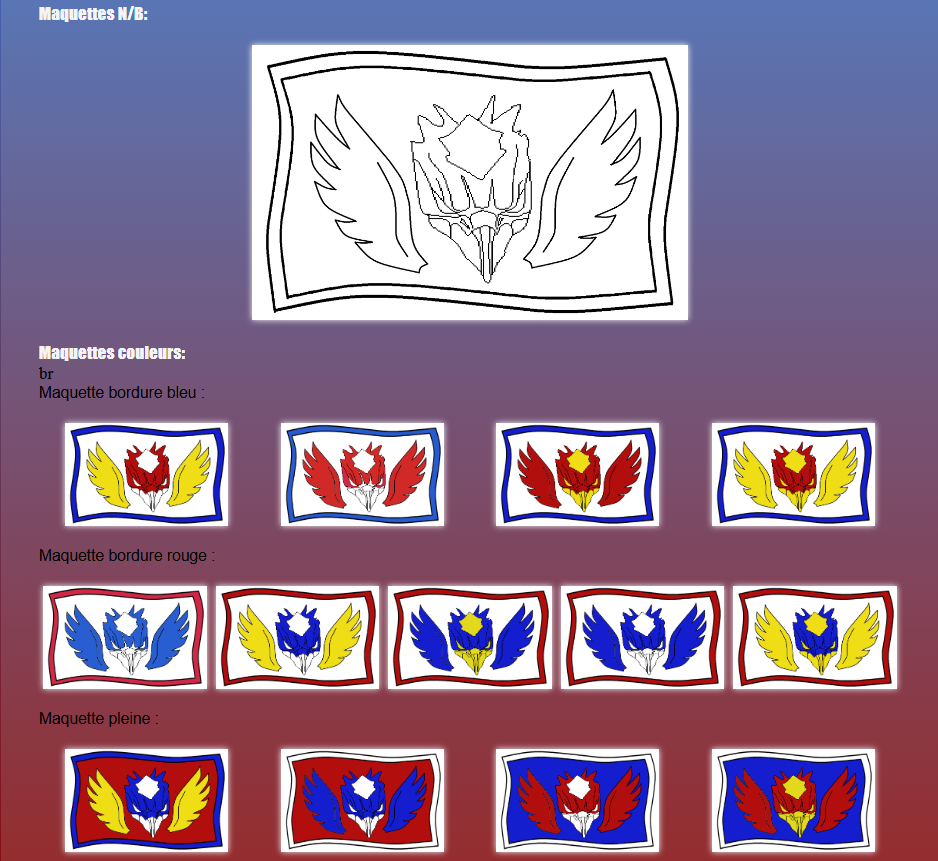 Maquettes N/B:
Maquettes couleurs:
br
Maquette bordure bleu :
Maquette bordure rouge :
Maquette pleine :